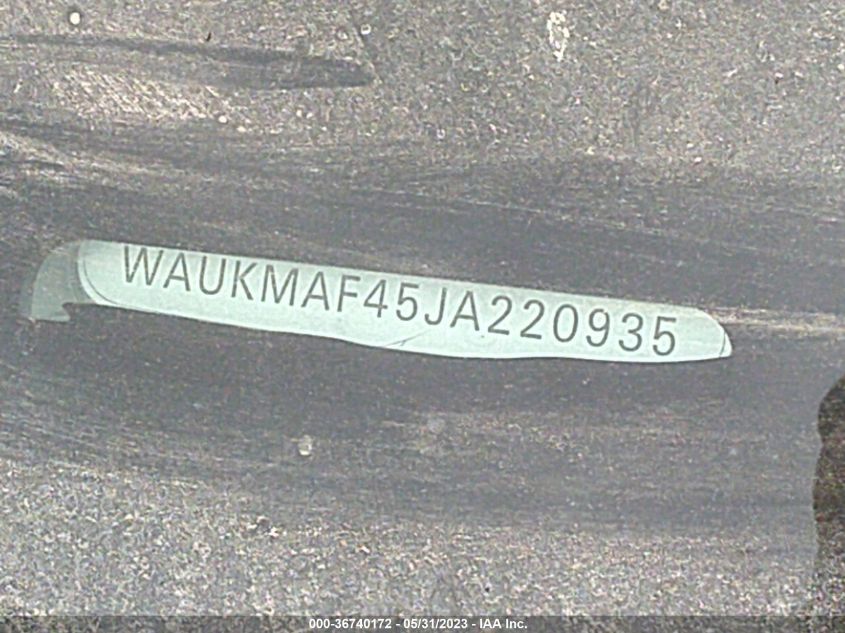 WAUKMAF45JA220935
000-36740172 - 05/31/2023 - IAA Inc.